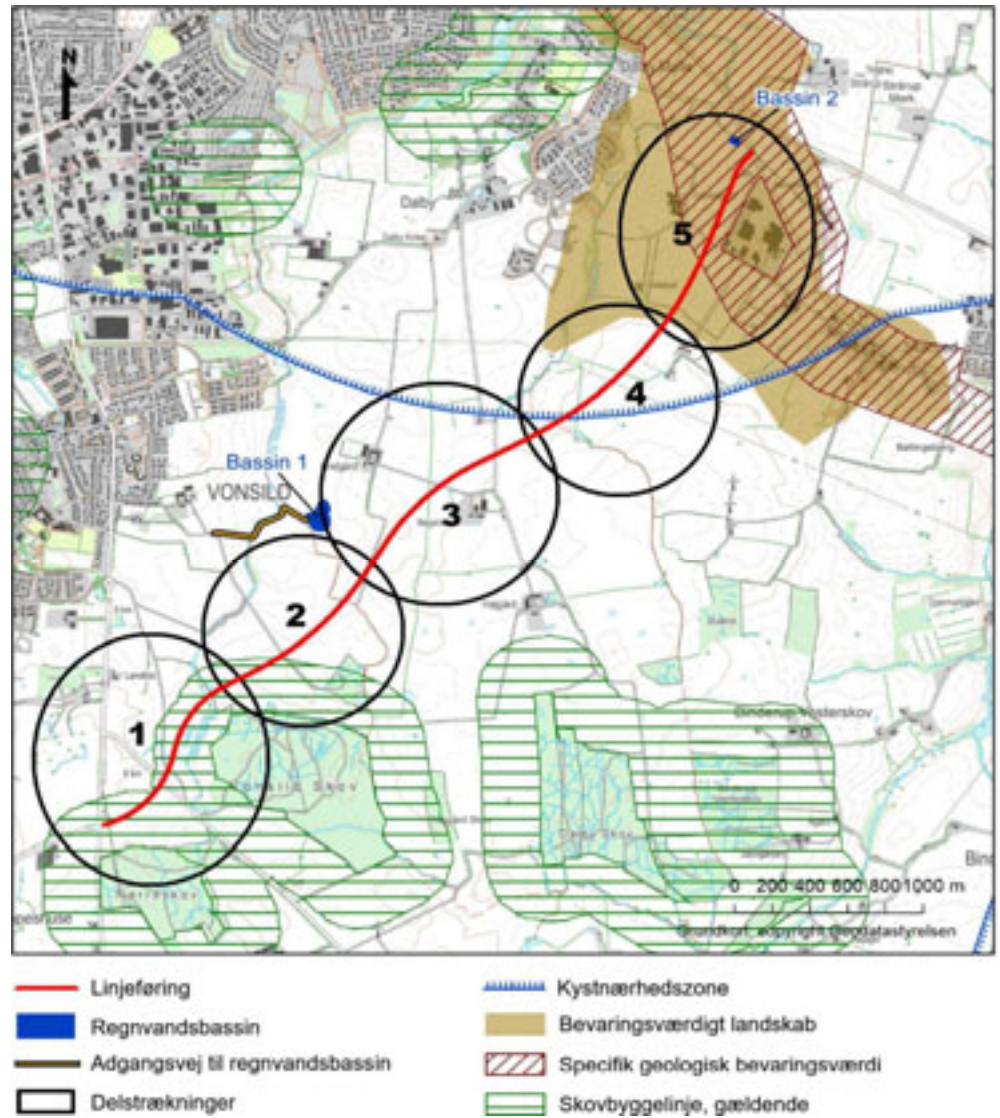 N
Bassin 2
Dalby
5
4
Bassin 1
VONSILD
3
2
1
0 200 400 600 800 1000 m
Grundkort: copyright Geodatastyrelsen
Linjeføring
Regnvandsbassin
Adgangsvej til regnvandsbassin
Delstrækninger
Kystnærhedszone
Bevaringsværdigt landskab
Specifik geologisk bevaringsværdi
Skovbyggelinje, gældende